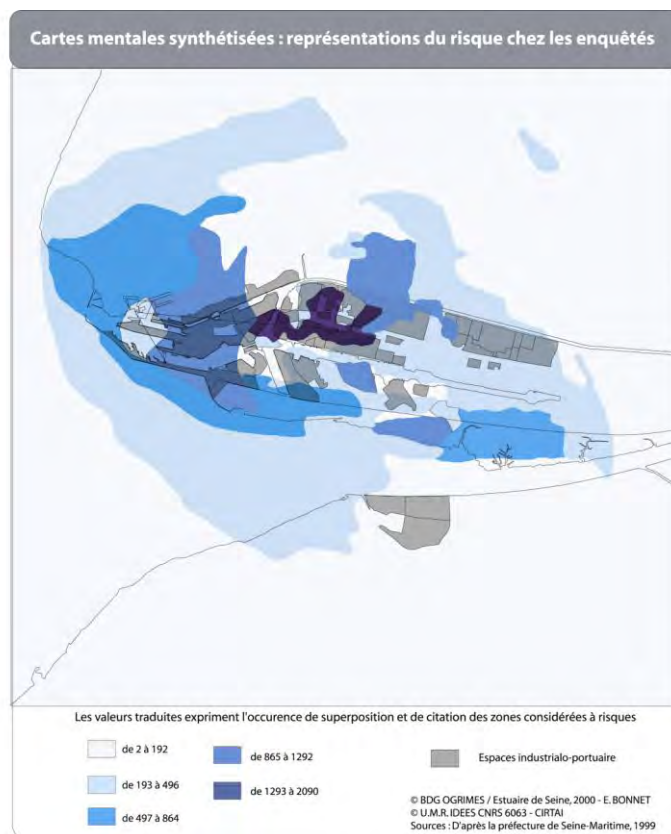 Cartes mentales synthétisées : représentations du risque chez les enquêtés
Les valeurs traduites expriment l'occurence de superposition et de citation des zones considérées à risques
de 2 à 192
de 865 à 1292
Espaces industrialo-portuaire
de 193 à 496
de 1293 à 2090
de 497 à 864
© BDG OGRIMES / Estuaire de Seine, 2000 - E. BONNET
© U.M.R. IDEES CNRS 6063 - CIRTAI
Sources : D'après la préfecture de Seine-Maritime, 1999